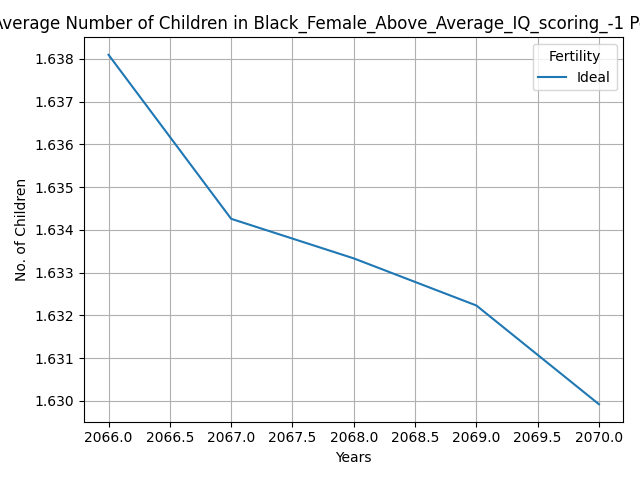 verage Number of Children in Black_Female_Above_Average_IQ_scoring_-1 P
Fertility
Ideal
1.638
1.637
1.636
1.635
1.634
1.633
1.632
1.631
1.630
No. of Children
2066.0 2066.5 2067.0 2067.5 2068.0 2068.5 2069.0 2069.5 2070.0
Years